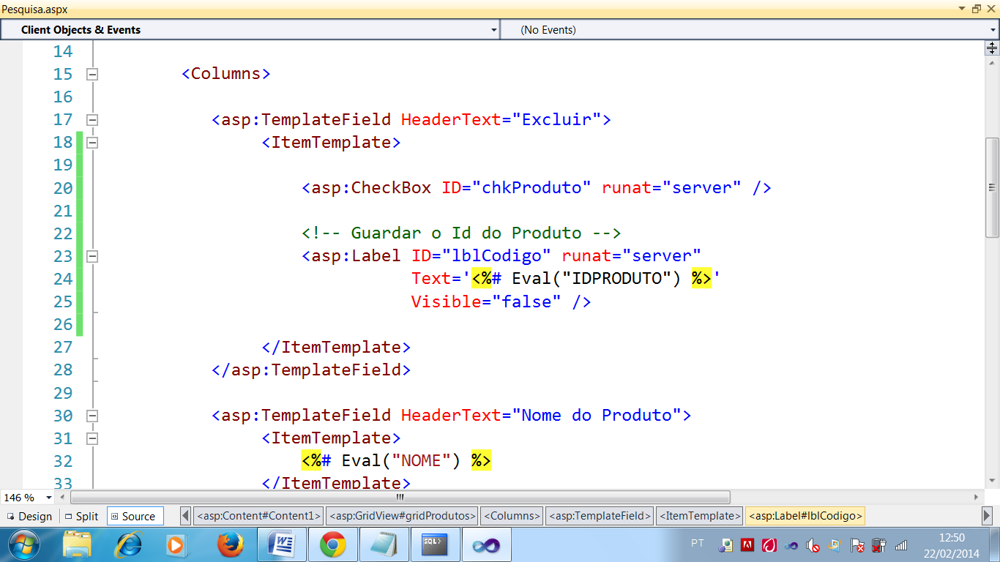 Pesquisa.aspx
Client Objects & Events
(No Events)
14
15 <Columns>
16
17 <asp:TemplateField HeaderText="Excluir">
18 <ItemTemplate>
19
20 <asp:CheckBox ID="chkProduto" runat="server" />
21
22 <!-- Guardar o Id do Produto -->
23 <asp:Label ID="lblCodigo" runat="server"
24 Text='<%# Eval("IDPRODUTO") %>'
25 Visible="false" />
26
27 </ItemTemplate>
28 </asp:TemplateField>
29
30 <asp:TemplateField HeaderText="Nome do Produto">
31 <ItemTemplate>
32 <%# Eval("NOME") %>
33 </ItemTemplate>
146 %
Design Split Source <asp:Content#Content1> <asp:GridView#gridProdutos> <Columns> <asp:TemplateField> <ItemTemplate> <asp:Label#lblCodigo>
SQL>
PT
12:50
22/02/2014